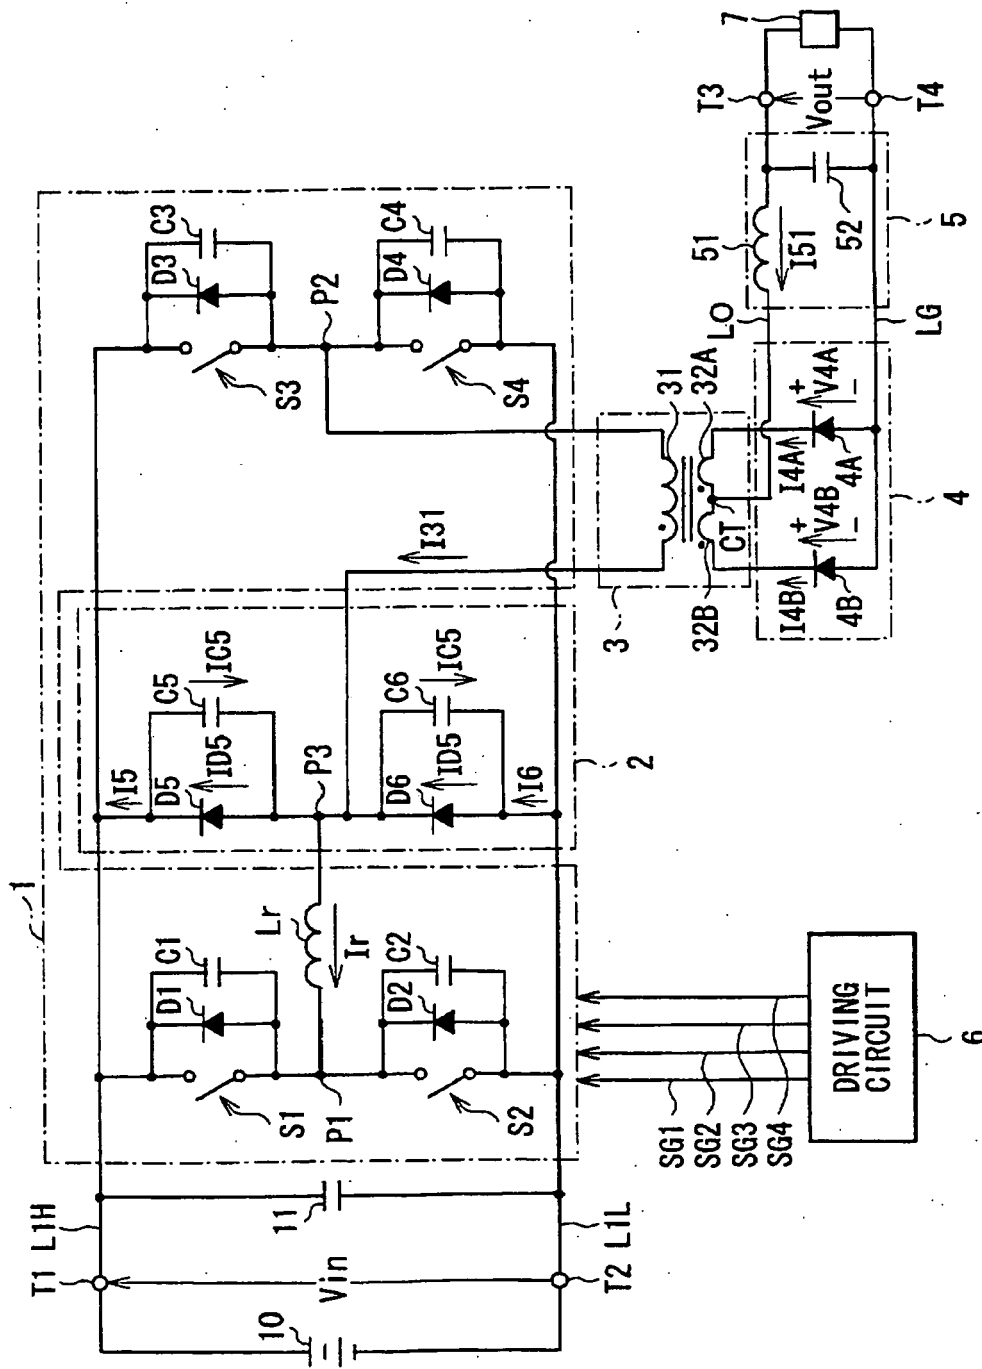 1
T1
L1H
10
Vin
11
T2
L1L
S1
D1
C1
P1
Lr
Ir
S2
D2
C2
I5
D5
C5
ID5
IC5
P3
D6
C6
ID5
IC5
I6
2
I31
S3
D3
C3
P2
S4
D4
C4
3
31
32A
32B
CT
I4B
V4B
+
−
4B
I4A
V4A
+
−
4A
4
LO
LG
51
I51
52
5
T3
Vout
T4
7
SG1
SG2
SG3
SG4
DRIVING
CIRCUIT
6